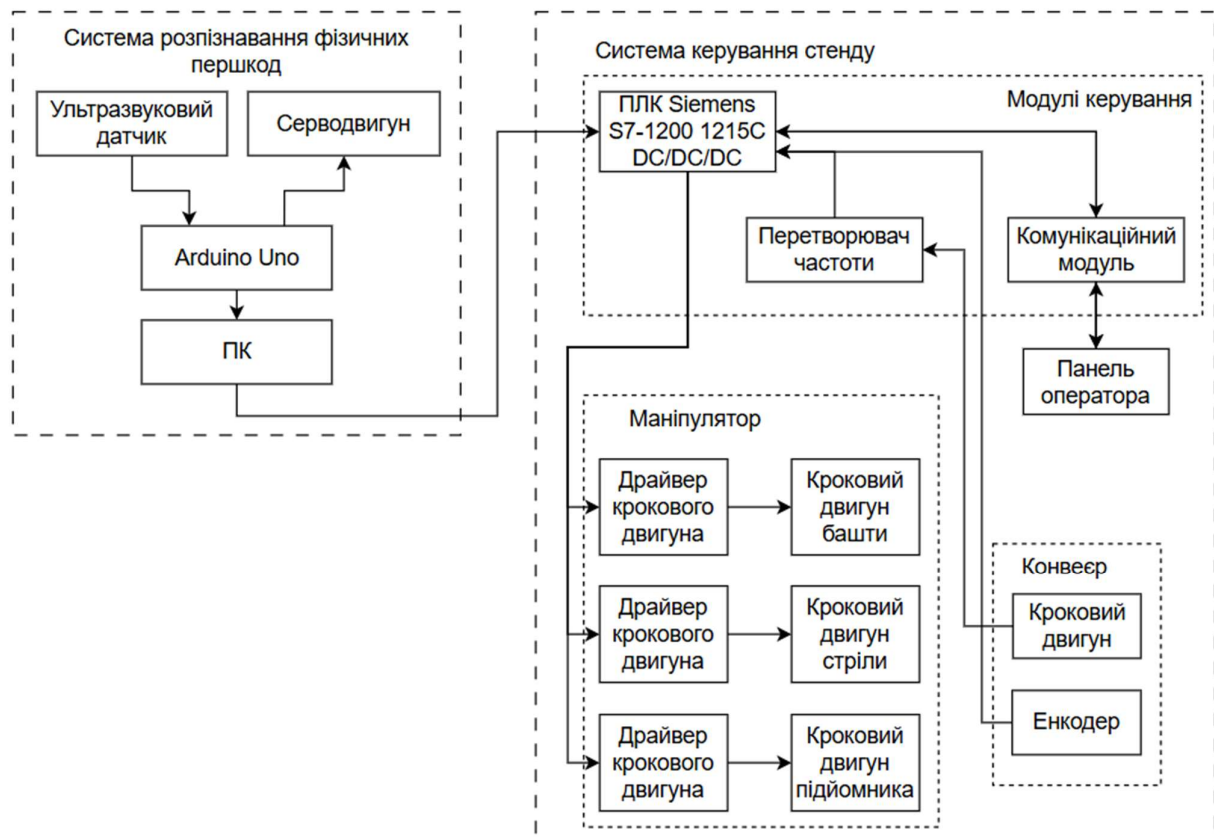 Система розпізнавання фізичних
першкод
Ультразвуковий
датчик
Серводвигун
Arduino Uno
ПК
Система керування стенду
ПЛК Siemens
S7-1200 1215C
DC/DC/DC
Модулі керування
Перетворювач
частоти
Комунікаційний
модуль
Панель
оператора
Маніпулятор
Драйвер
крокового
двигуна
Кроковий
двигун
башти
Драйвер
крокового
двигуна
Кроковий
двигун
стріли
Драйвер
крокового
двигуна
Кроковий
двигун
підйомника
Конвеєр
Кроковий
двигун
Енкодер